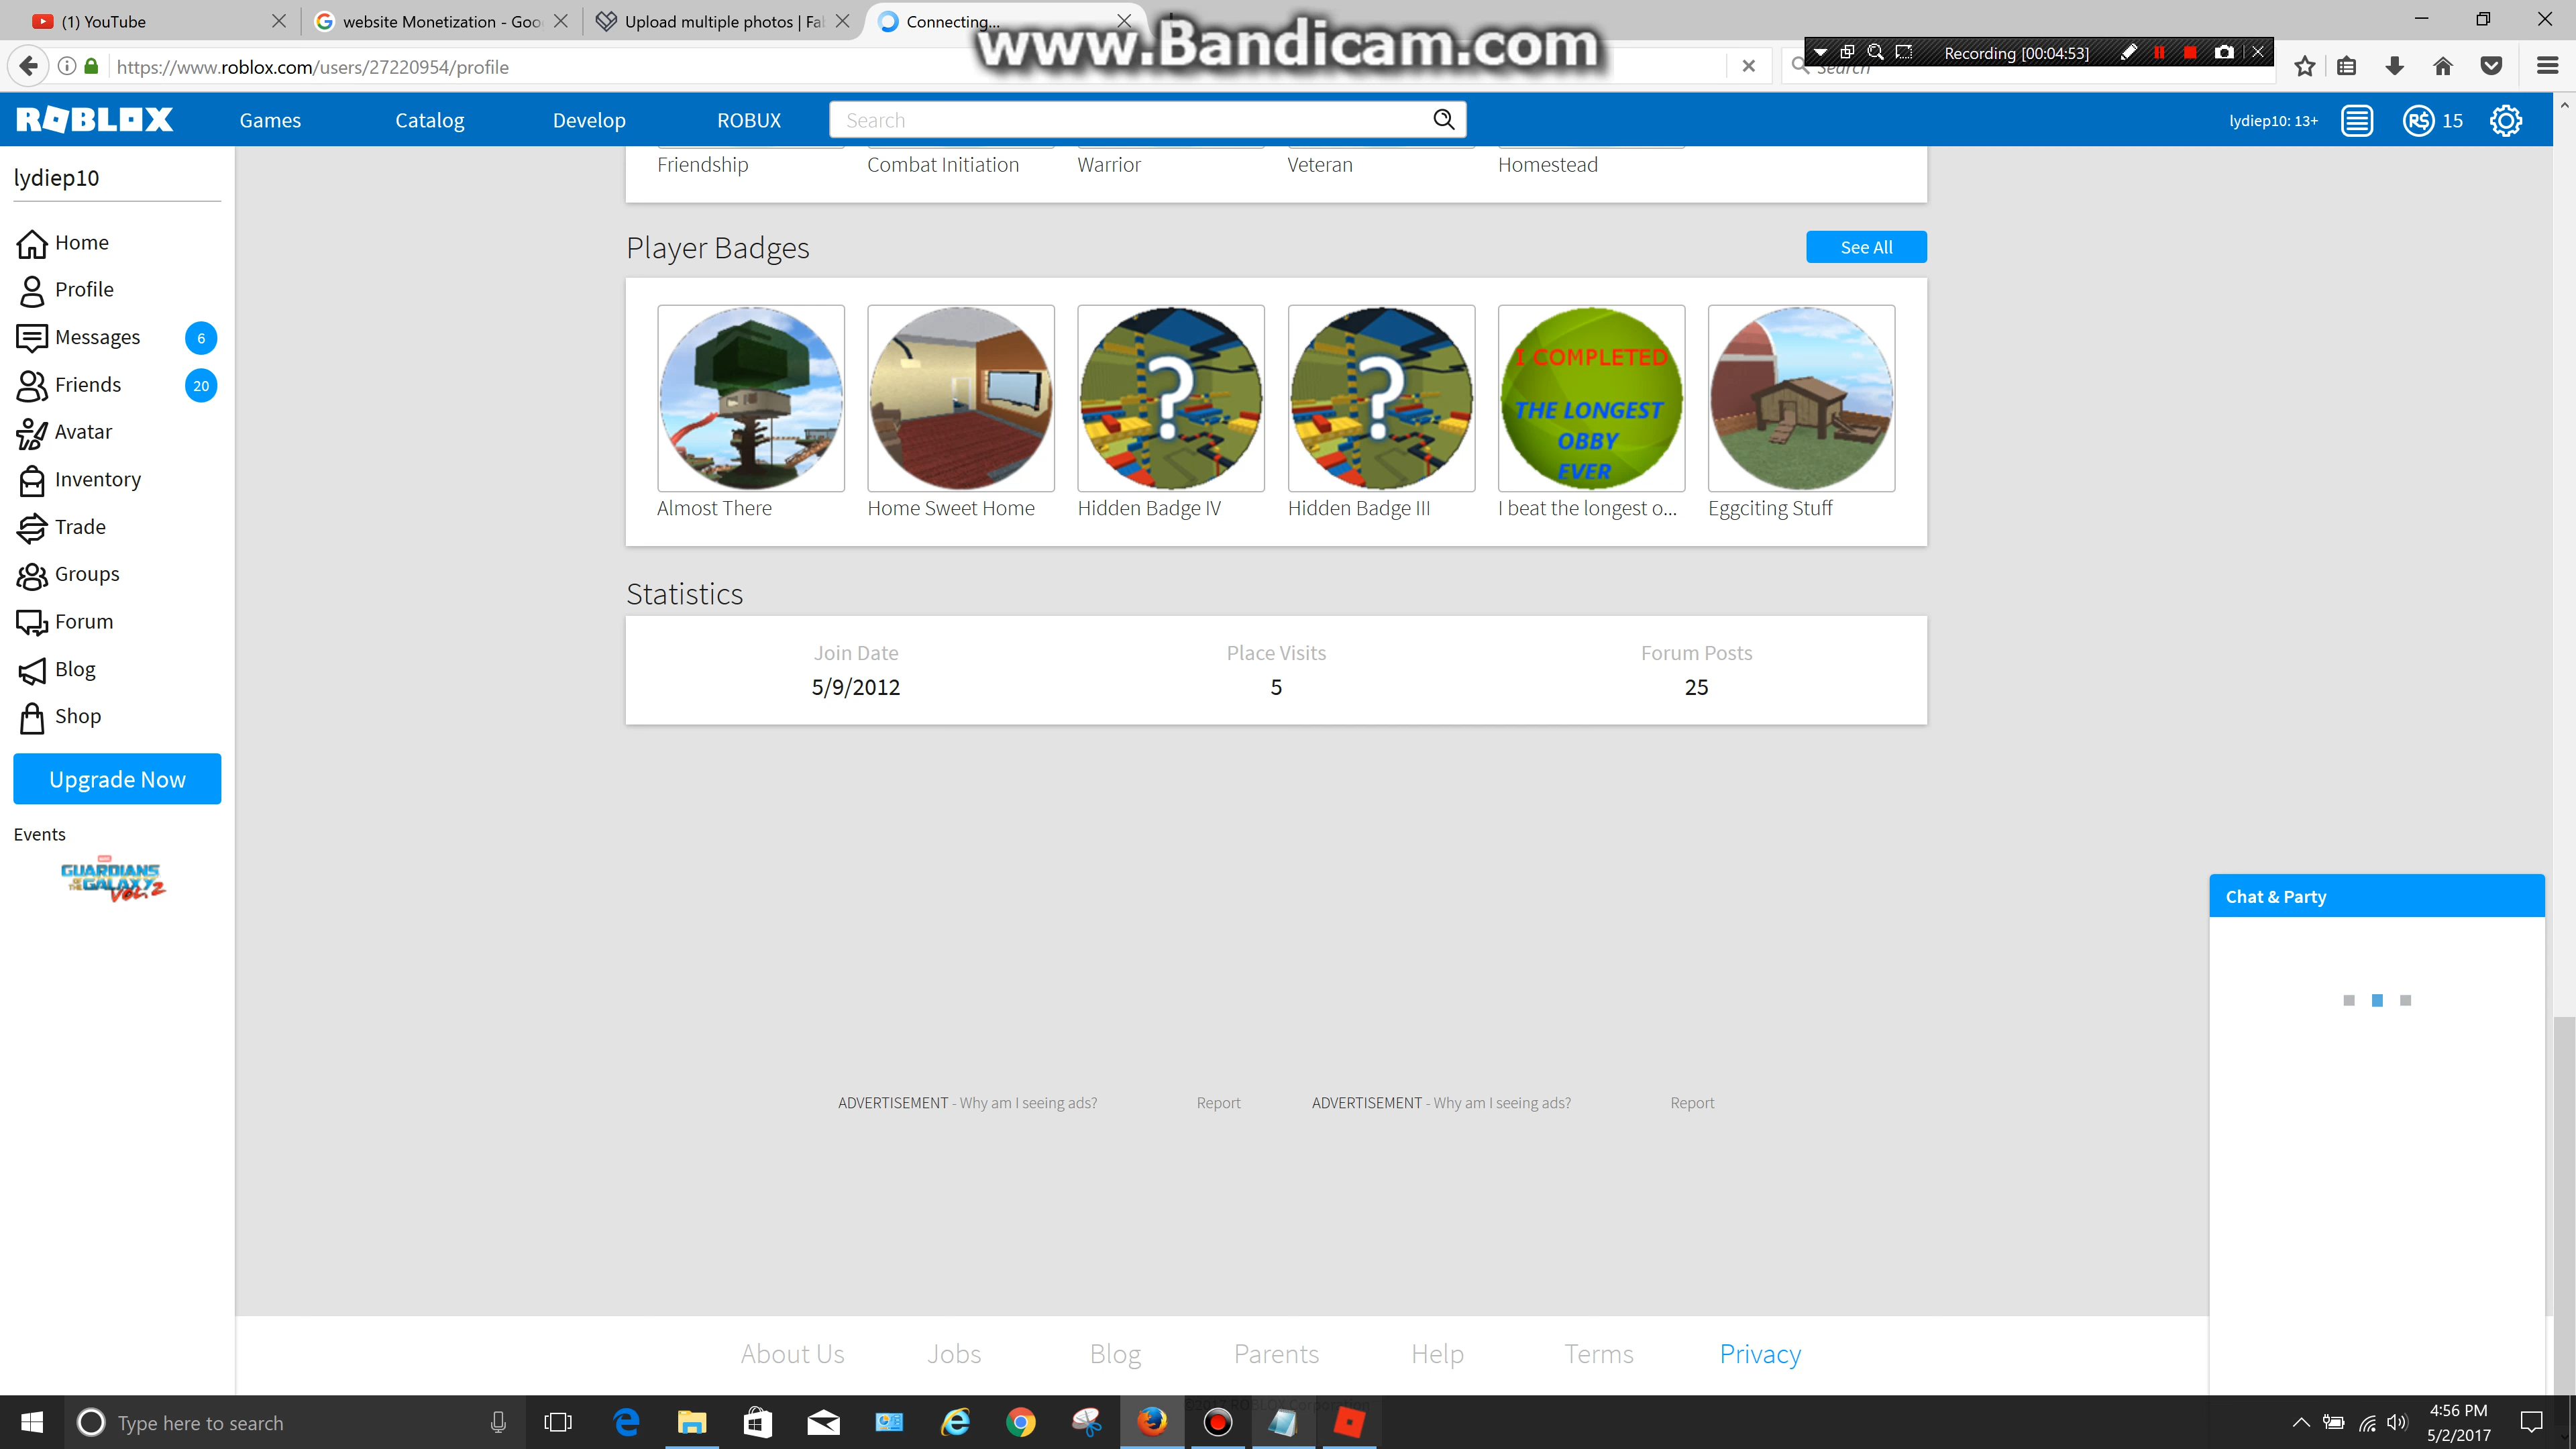 (1) YouTube
website Monetization - Goo
Upload multiple photos | Fa
Connecting...
www.Bandicam.com
https://www.roblox.com/users/27220954/profile
Search
Recording [00:04:53]
ROBLOX
Games
Catalog
Develop
ROBUX
Search
lydiep10: 13+
R$ 15
lydiep10
Home
Profile
Messages 6
Friends 20
Avatar
Inventory
Trade
Groups
Forum
Blog
Shop
Upgrade Now
Events
GUARDIANS
OF THE GALAXY
VOL. 2
Friendship
Combat Initiation
Warrior
Veteran
Homestead
Player Badges
See All
?
?
I COMPLETED
THE LONGEST
OBBY
EVER
Almost There
Home Sweet Home
Hidden Badge IV
Hidden Badge III
I beat the longest o...
Eggciting Stuff
Statistics
Join Date
5/9/2012
Place Visits
5
Forum Posts
25
Chat & Party
ADVERTISEMENT - Why am I seeing ads?
Report
ADVERTISEMENT - Why am I seeing ads?
Report
About Us
Jobs
Blog
Parents
Help
Terms
Privacy
Type here to search
4:56 PM
5/2/2017